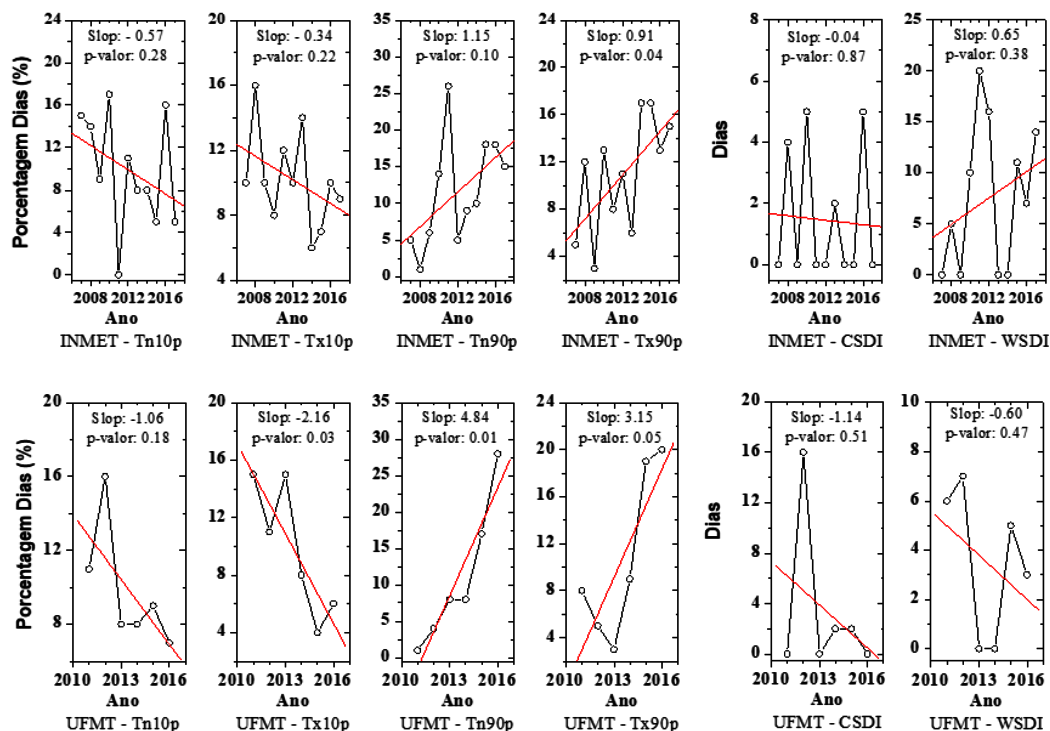 Slop: - 0.57
p-valor: 0.28
Porcentagem Dias (%)
20
16
12
8
4
0
2008 2012 2016
Ano
INMET - Tn10p
Slop: - 0.34
p-valor: 0.22
20
16
12
8
4
2008 2012 2016
Ano
INMET - Tx10p
Slop: 1.15
p-valor: 0.10
35
30
25
20
15
10
5
0
2008 2012 2016
Ano
INMET - Tn90p
Slop: 0.91
p-valor: 0.04
24
20
16
12
8
4
2008 2012 2016
Ano
INMET - Tx90p
Slop: -0.04
p-valor: 0.87
Dias
8
6
4
2
0
2008 2012 2016
Ano
INMET - CSDI
Slop: 0.65
p-valor: 0.38
25
20
15
10
5
0
2008 2012 2016
Ano
INMET - WSDI
Slop: -1.06
p-valor: 0.18
Porcentagem Dias (%)
20
16
12
8
2010 2013 2016
Ano
UFMT - Tn10p
Slop: -2.16
p-valor: 0.03
20
16
12
8
4
2010 2013 2016
Ano
UFMT - Tx10p
Slop: 4.84
p-valor: 0.01
35
30
25
20
15
10
5
0
2010 2013 2016
Ano
UFMT - Tn90p
Slop: 3.15
p-valor: 0.05
24
20
16
12
8
4
2010 2013 2016
Ano
UFMT - Tx90p
Slop: -1.14
p-valor: 0.51
Dias
20
16
12
8
4
0
2010 2013 2016
Ano
UFMT - CSDI
Slop: -0.60
p-valor: 0.47
10
8
6
4
2
0
2010 2013 2016
Ano
UFMT - WSDI